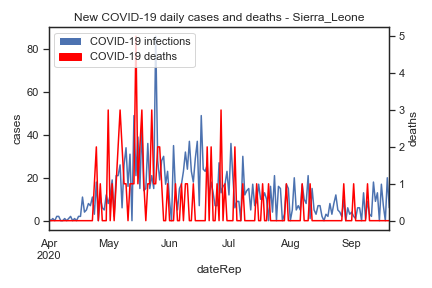 New COVID-19 daily cases and deaths - Sierra_Leone
COVID-19 infections
COVID-19 deaths
80
60
40
20
0
cases
5
4
3
2
1
0
deaths
Apr
2020
May
Jun
Jul
Aug
Sep
dateRep